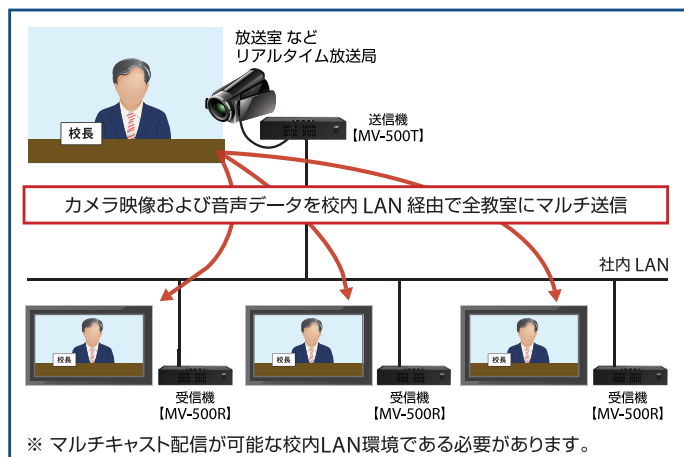 放送室 など
リアルタイム放送局
校長
送信機
【MV-500T】
カメラ映像および音声データを校内 LAN 経由で全教室にマルチ送信
社内 LAN
校長
校長
校長
受信機
【MV-500R】
受信機
【MV-500R】
受信機
【MV-500R】
※ マルチキャスト配信が可能な校内LAN環境である必要があります。